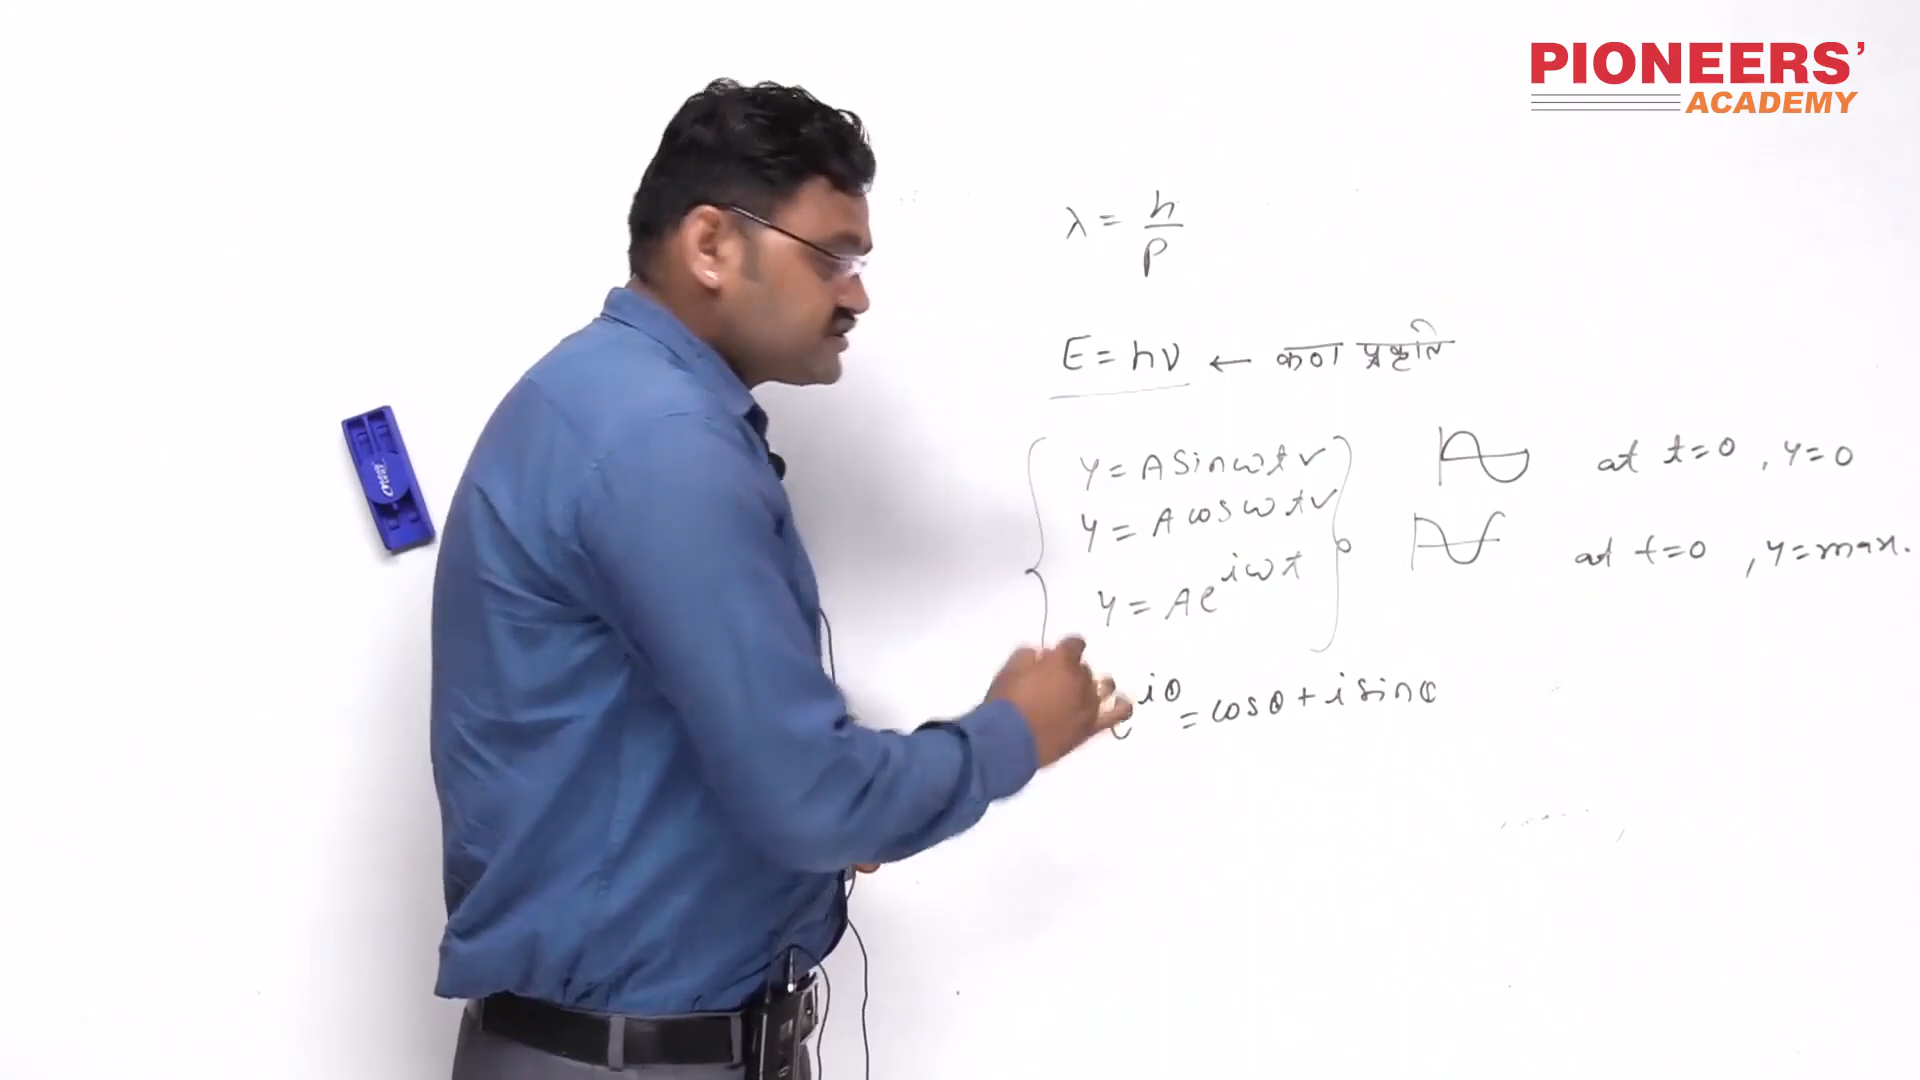 PIONEERS’
ACADEMY
λ = h/p
E = hν ← कण प्रकृति
y = A sin ωt ✓ at t=0, y=0
y = A cos ωt ✓ at t=0, y=max.
y = A e^{iωt}
e^{iθ} = cos θ + i sin